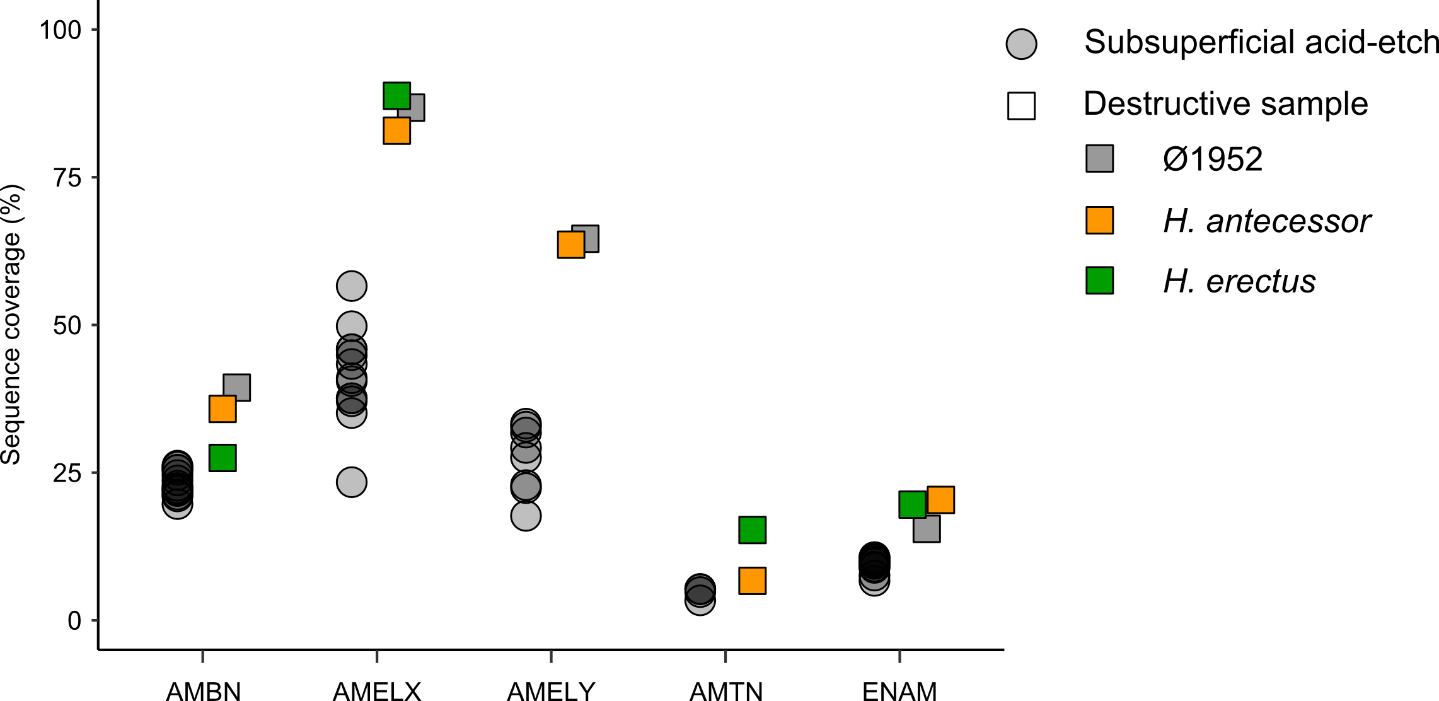 100
75
50
25
0
Sequence coverage (%)
AMBN
AMELX
AMELY
AMTN
ENAM
Subsuperficial acid-etch
Destructive sample
Ø1952
H. antecessor
H. erectus